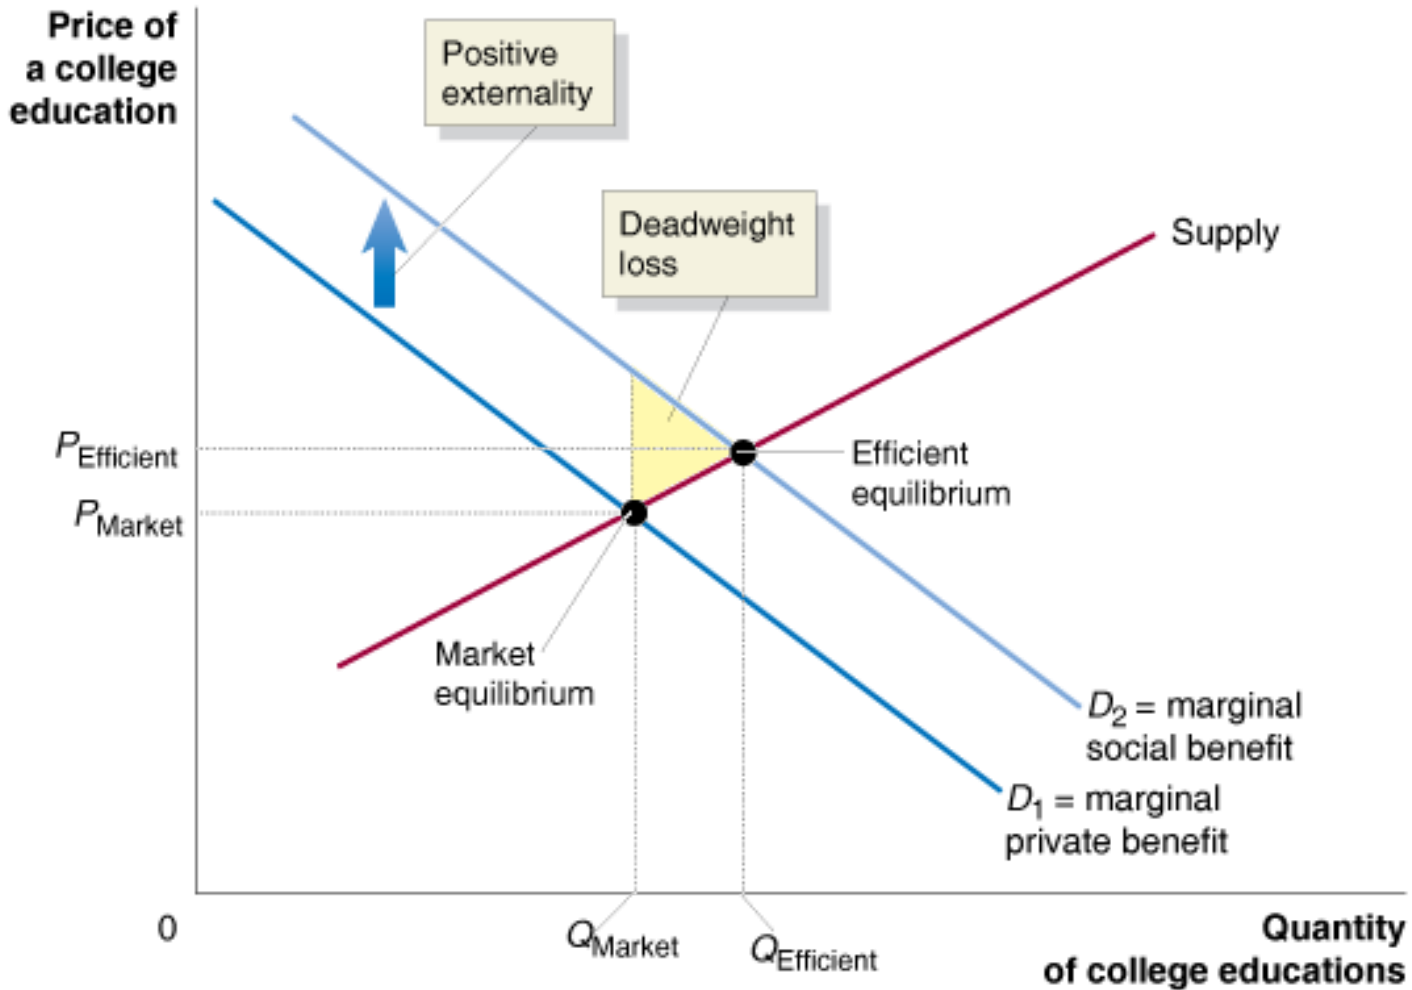 Price of
a college
education
Positive
externality
Deadweight
loss
Supply
PEfficient
PMarket
Efficient
equilibrium
Market
equilibrium
D2 = marginal
social benefit
D1 = marginal
private benefit
0
QMarket
QEfficient
Quantity
of college educations